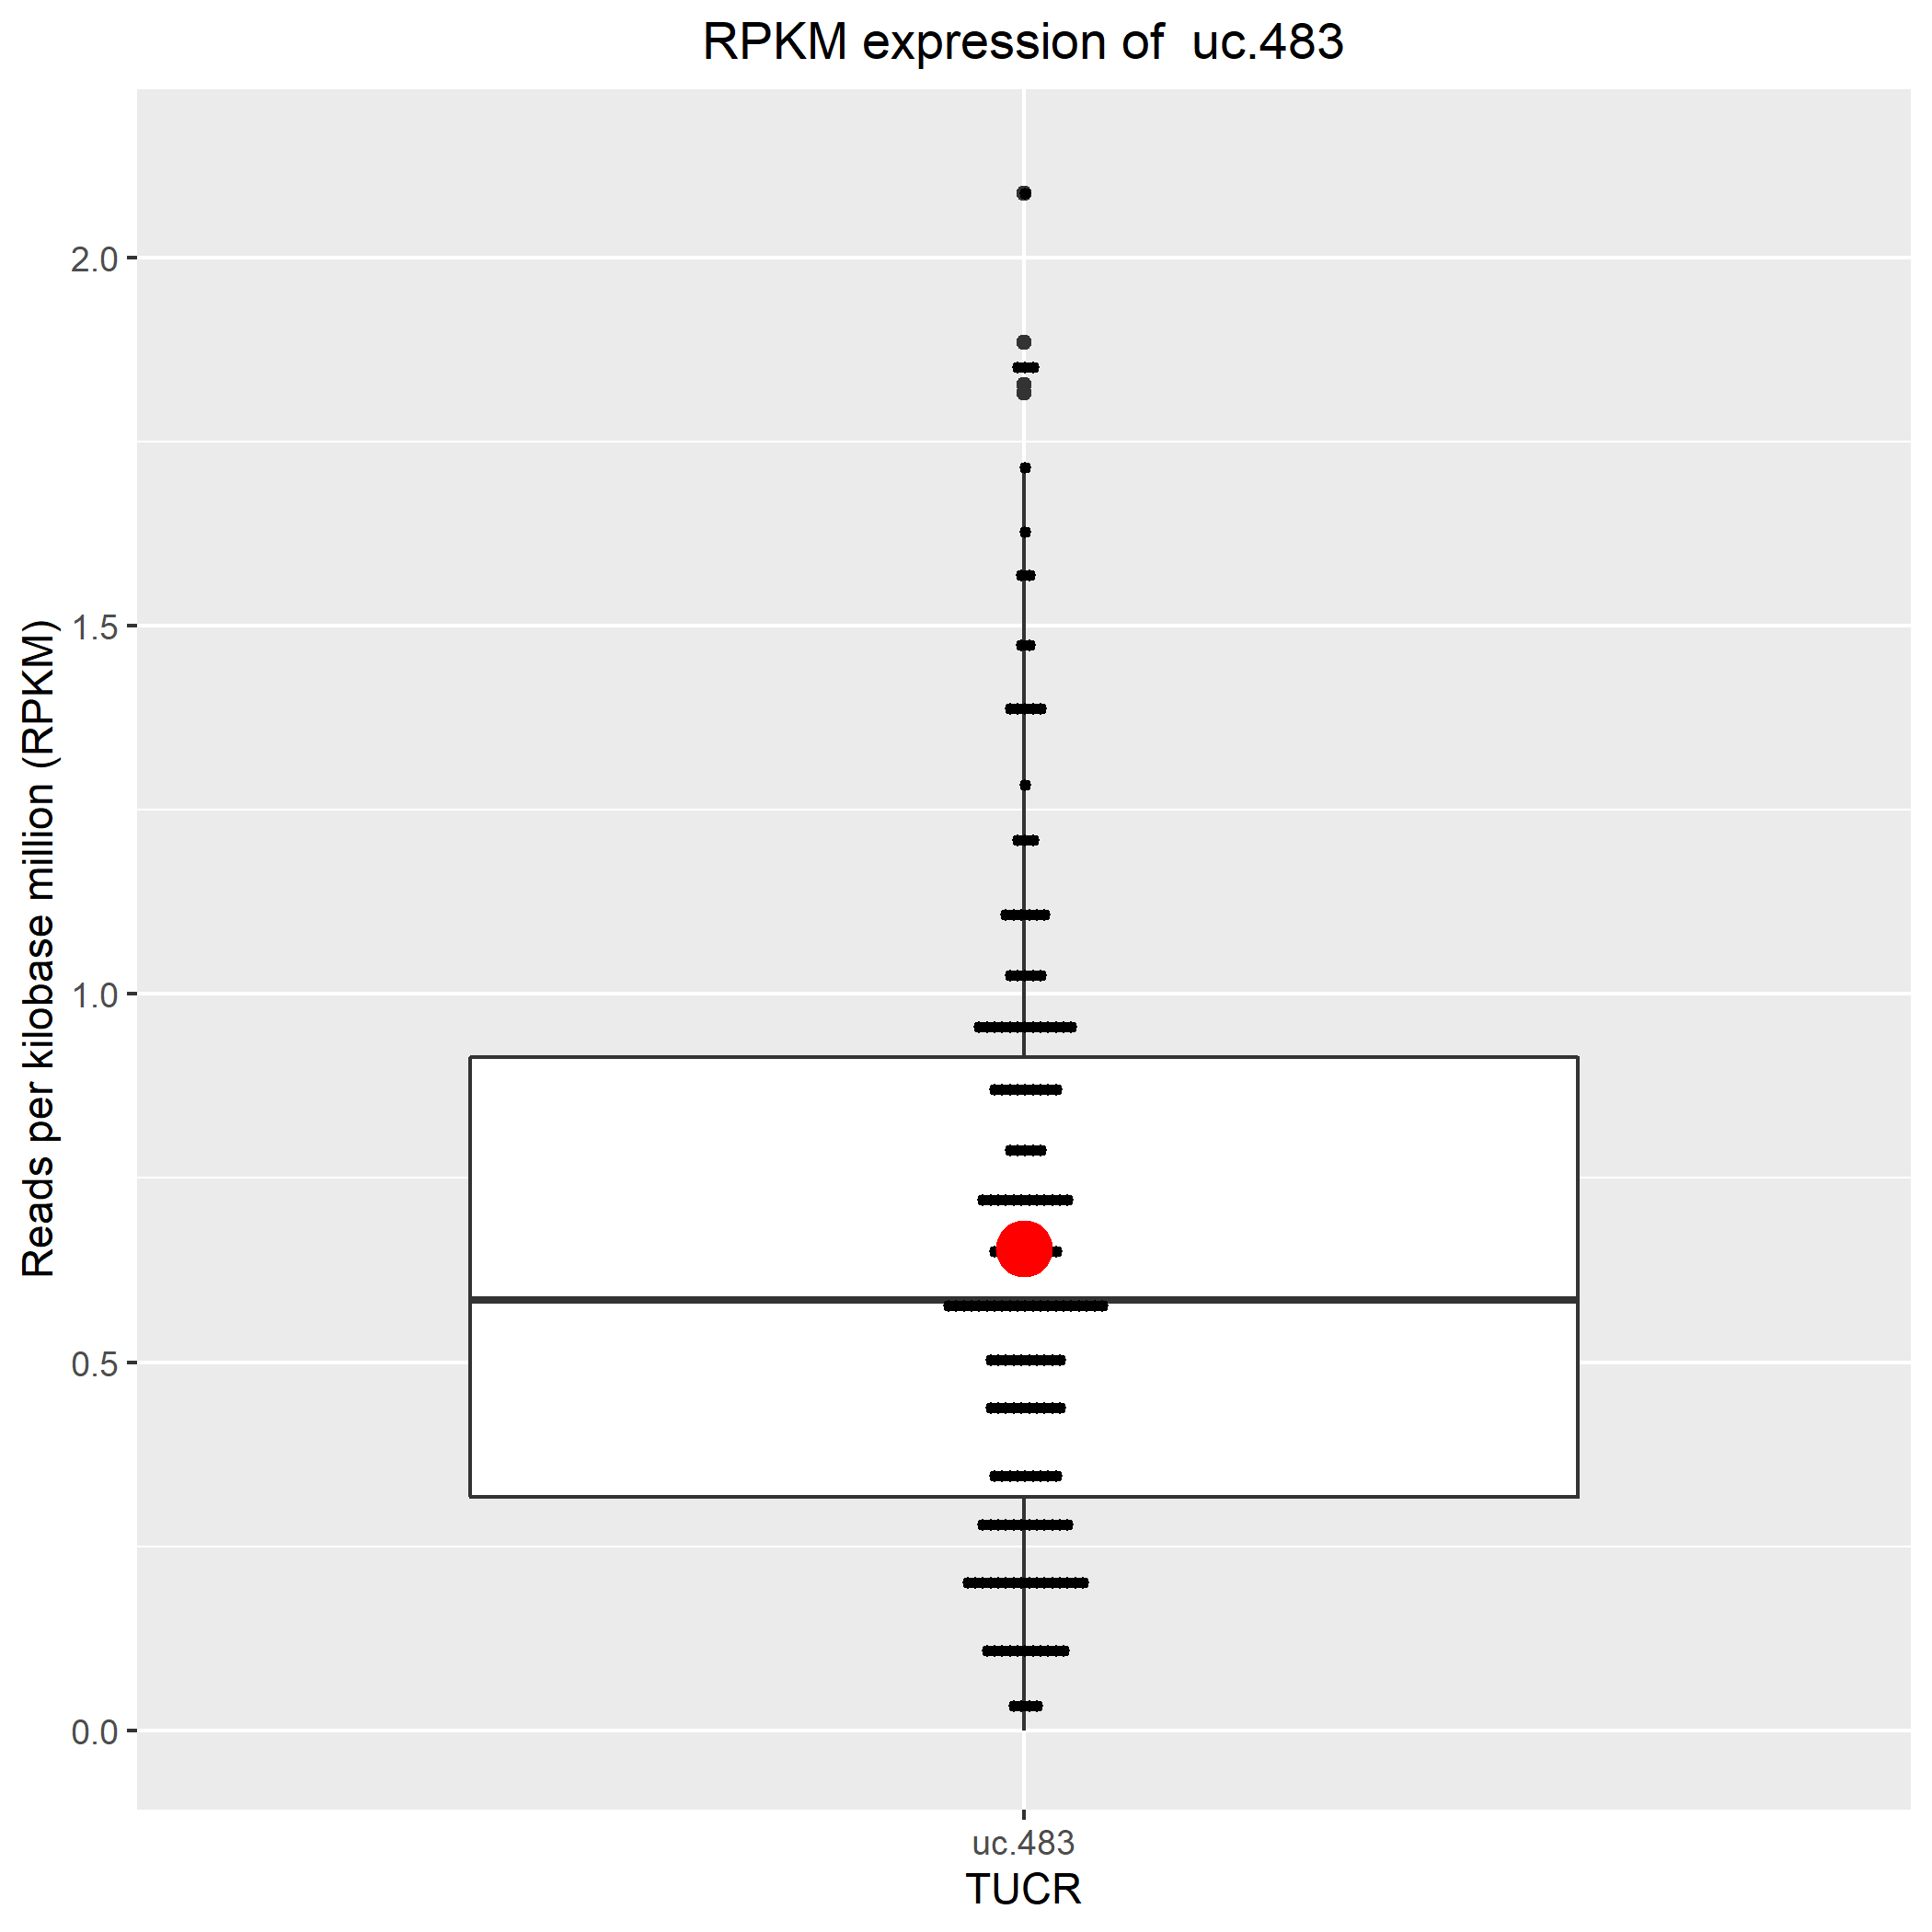 RPKM expression of  uc.483
Reads per kilobase million (RPKM)
2.0
1.5
1.0
0.5
0.0
uc.483
TUCR